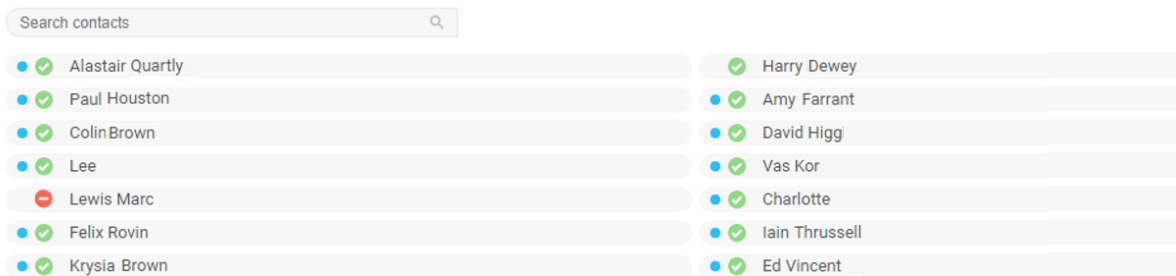 Search contacts
Alastair Quartly
Paul Houston
Colin Brown
Lee
Lewis Marc
Felix Rovin
Krysia Brown
Harry Dewey
Amy Farrant
David Higg
Vas Kor
Charlotte
Iain Thrussell
Ed Vincent